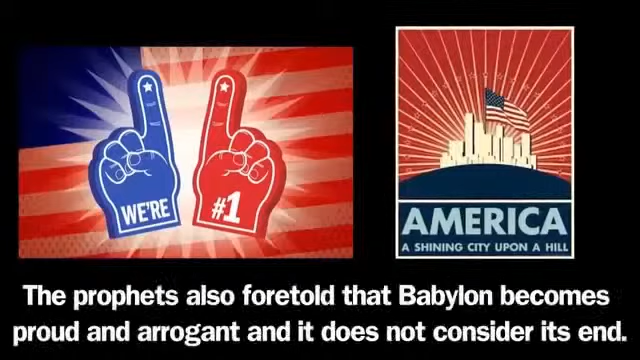 WE'RE
#1
AMERICA
A SHINING CITY UPON A HILL
The prophets also foretold that Babylon becomes
proud and arrogant and it does not consider its end.